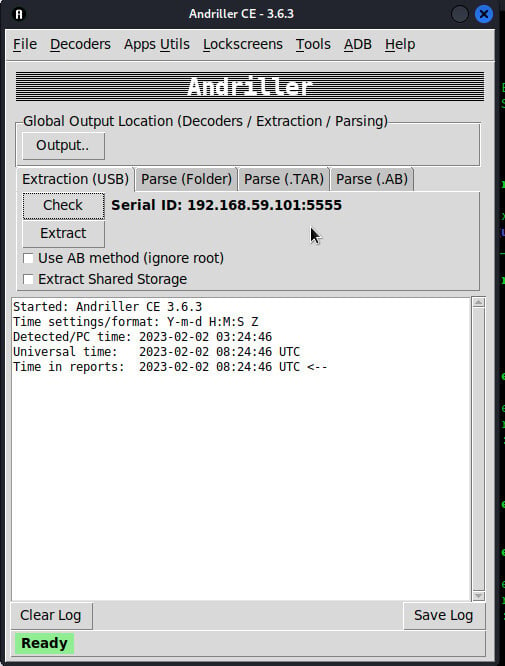 Andriller CE - 3.6.3
File Decoders Apps Utils Lockscreens Tools ADB Help
Andriller
Global Output Location (Decoders / Extraction / Parsing)
Output..
Extraction (USB) Parse (Folder) Parse (.TAR) Parse (.AB)
Check Serial ID: 192.168.59.101:5555
Extract
Use AB method (ignore root)
Extract Shared Storage
Started: Andriller CE 3.6.3
Time settings/format: Y-m-d H:M:S Z
Detected/PC time: 2023-02-02 03:24:46
Universal time: 2023-02-02 08:24:46 UTC
Time in reports: 2023-02-02 08:24:46 UTC <--
Clear Log Save Log
Ready